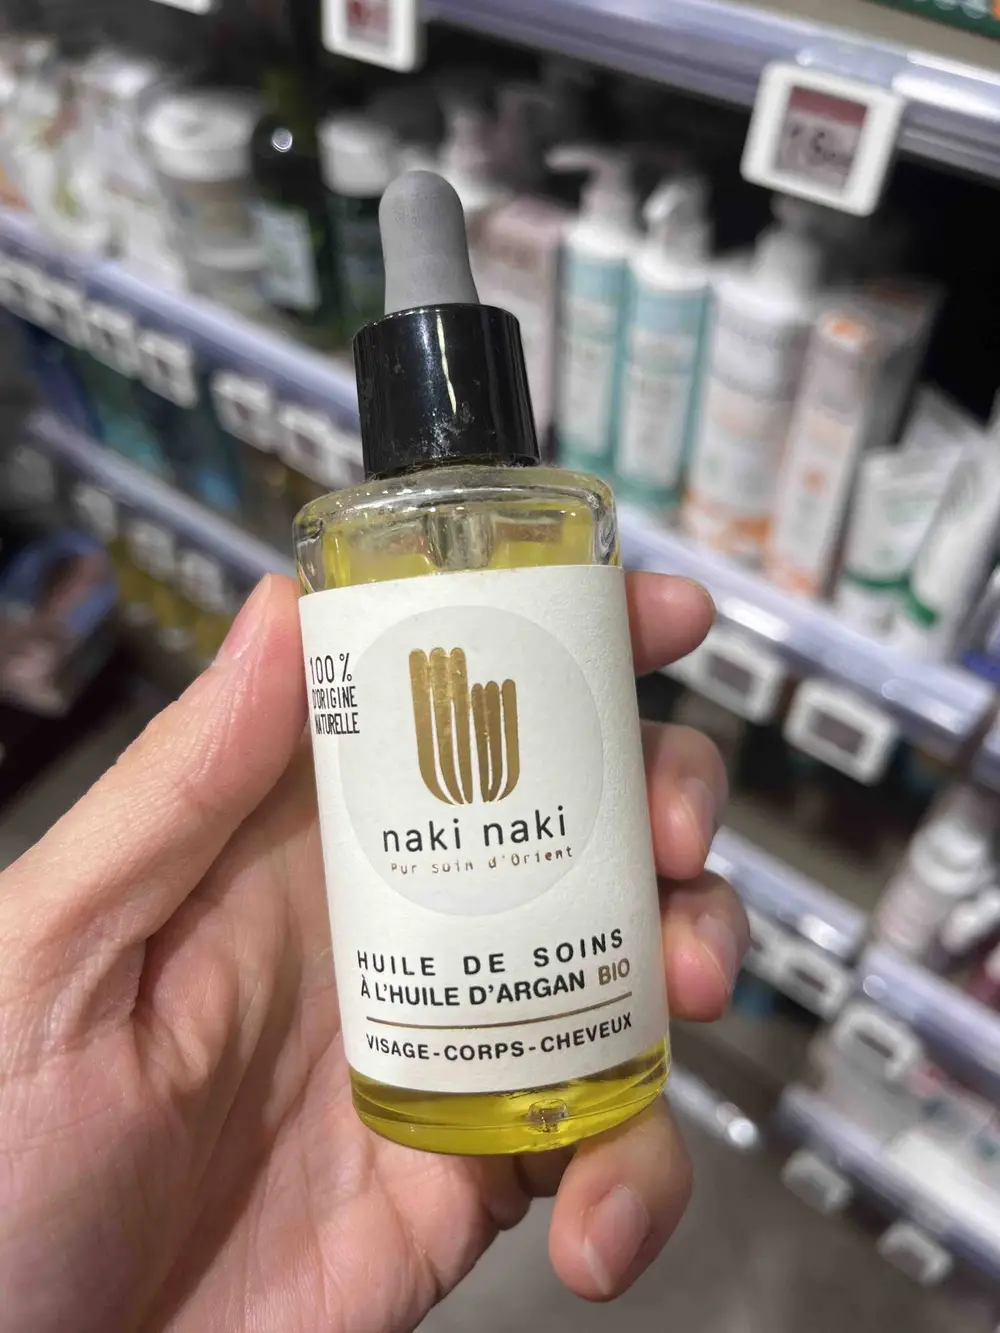 100%
D'ORIGINE
NATURELLE
naki naki
Pur soin d'Orient
HUILE DE SOINS
À L'HUILE D'ARGAN BIO
VISAGE-CORPS-CHEVEUX